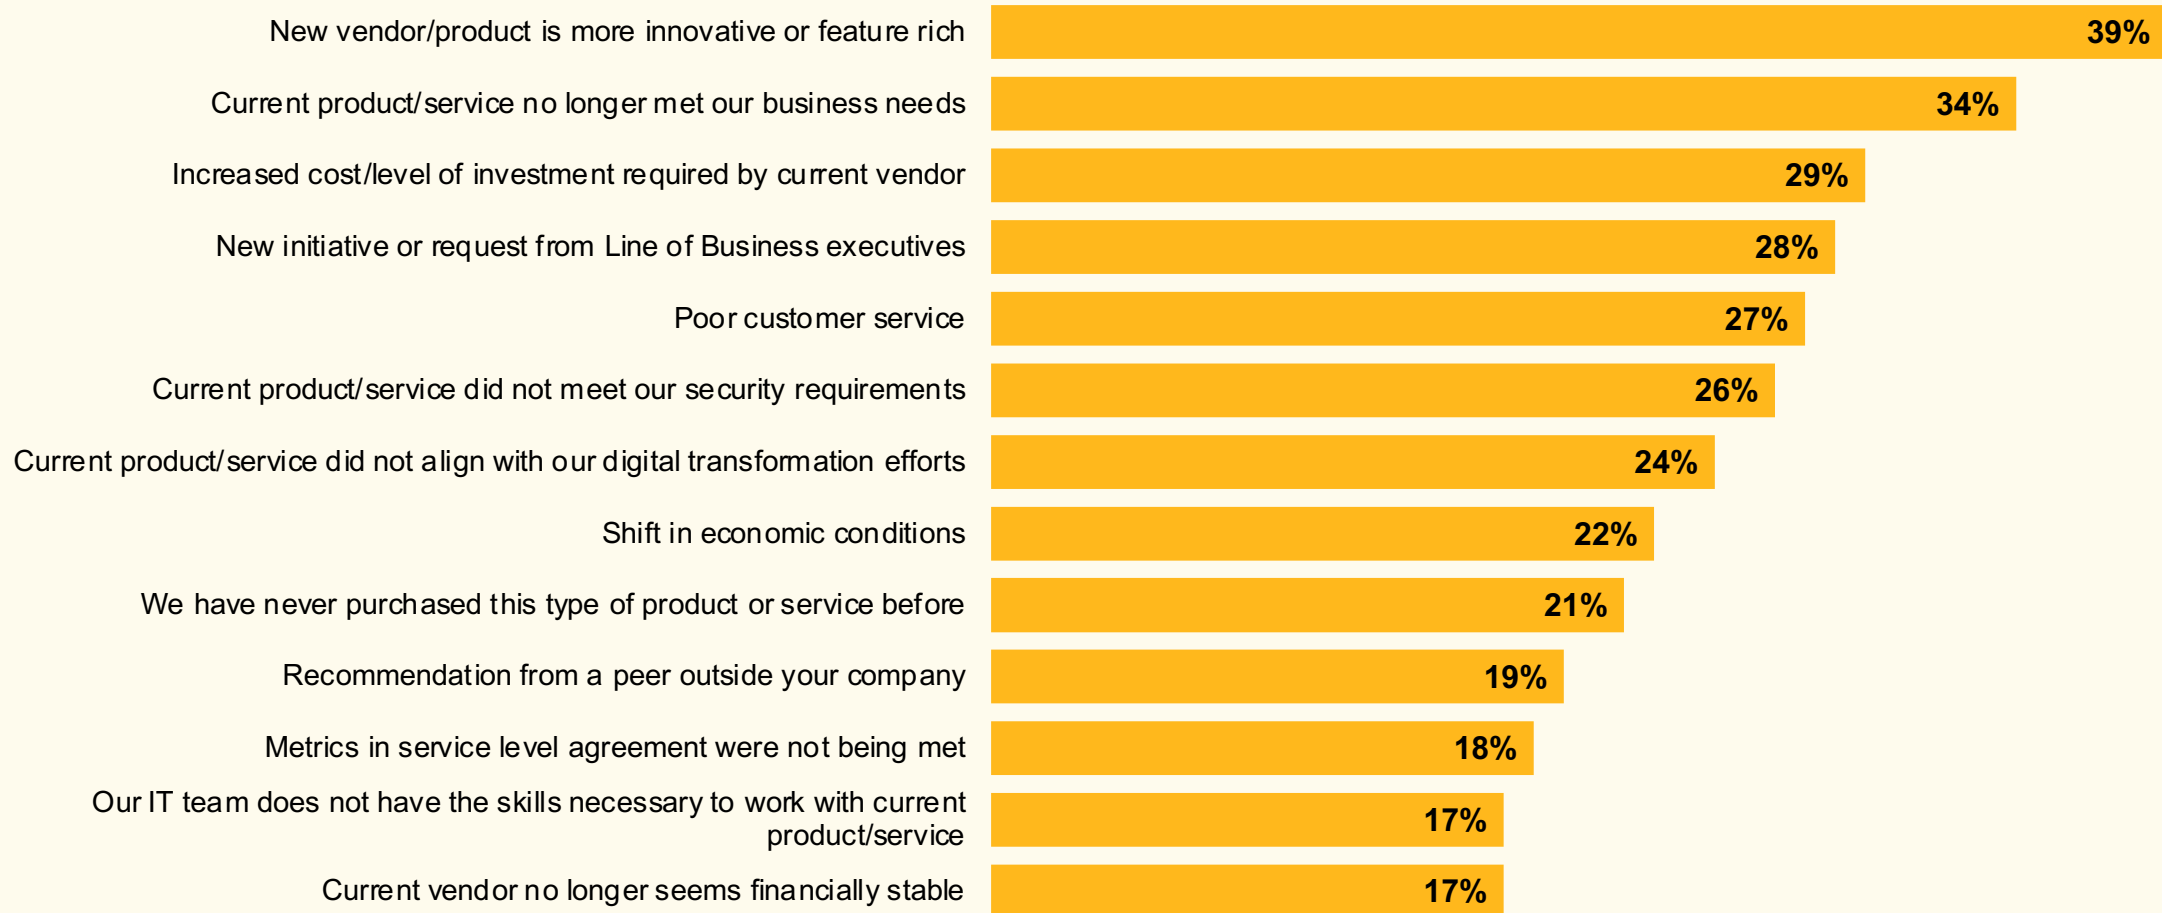 New vendor/product is more innovative or feature rich 39%
Current product/service no longer met our business needs 34%
Increased cost/level of investment required by current vendor 29%
New initiative or request from Line of Business executives 28%
Poor customer service 27%
Current product/service did not meet our security requirements 26%
Current product/service did not align with our digital transformation efforts 24%
Shift in economic conditions 22%
We have never purchased this type of product or service before 21%
Recommendation from a peer outside your company 19%
Metrics in service level agreement were not being met 18%
Our IT team does not have the skills necessary to work with current
product/service 17%
Current vendor no longer seems financially stable 17%